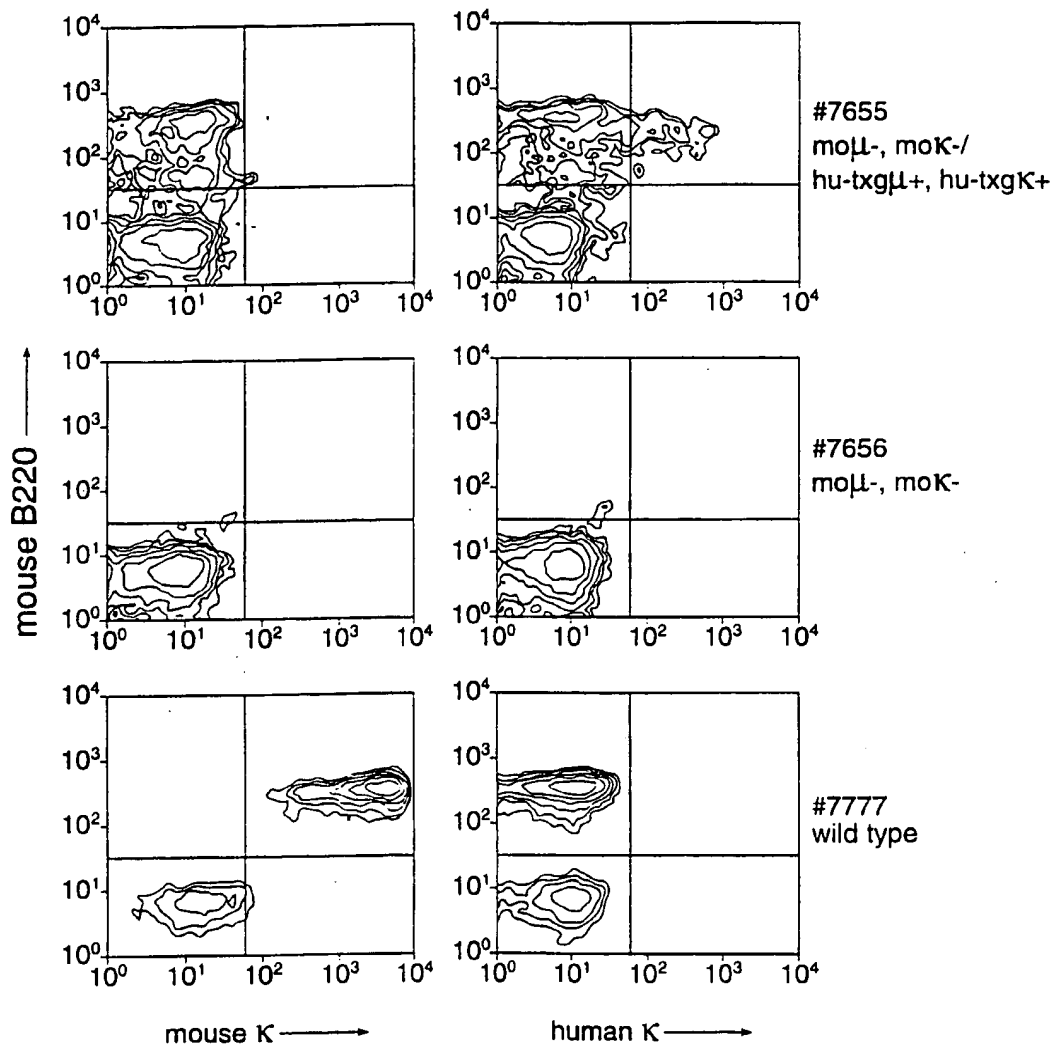 mouse B220
10⁴
10³
10²
10¹
10⁰
10⁰ 10¹ 10² 10³ 10⁴
10⁴
10³
10²
10¹
10⁰
10⁰ 10¹ 10² 10³ 10⁴
#7655
moμ-, moκ-/
hu-txgμ+, hu-txgκ+
10⁴
10³
10²
10¹
10⁰
10⁰ 10¹ 10² 10³ 10⁴
10⁴
10³
10²
10¹
10⁰
10⁰ 10¹ 10² 10³ 10⁴
#7656
moμ-, moκ-
10⁴
10³
10²
10¹
10⁰
10⁰ 10¹ 10² 10³ 10⁴
10⁴
10³
10²
10¹
10⁰
10⁰ 10¹ 10² 10³ 10⁴
#7777
wild type
mouse κ
human κ